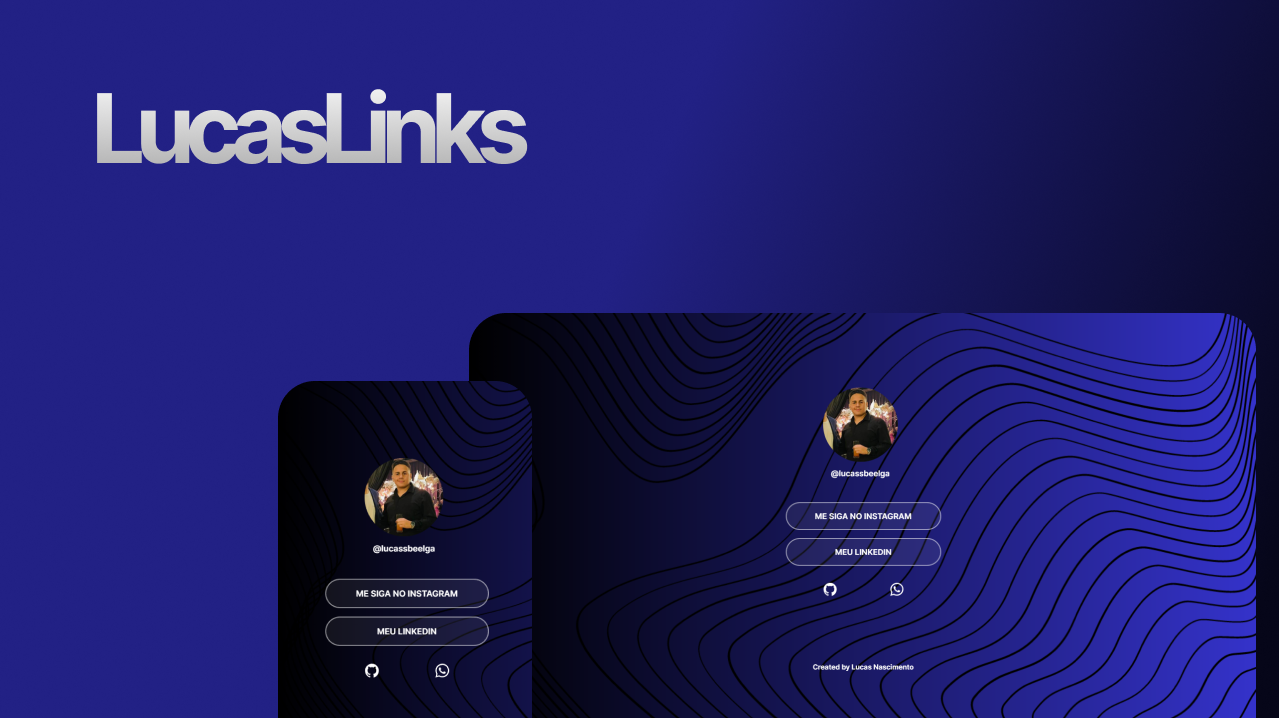 LucasLinks
@lucassbeelga
ME SIGA NO INSTAGRAM
MEU LINKEDIN
@lucassbeelga
ME SIGA NO INSTAGRAM
MEU LINKEDIN
Created by Lucas Nascimento